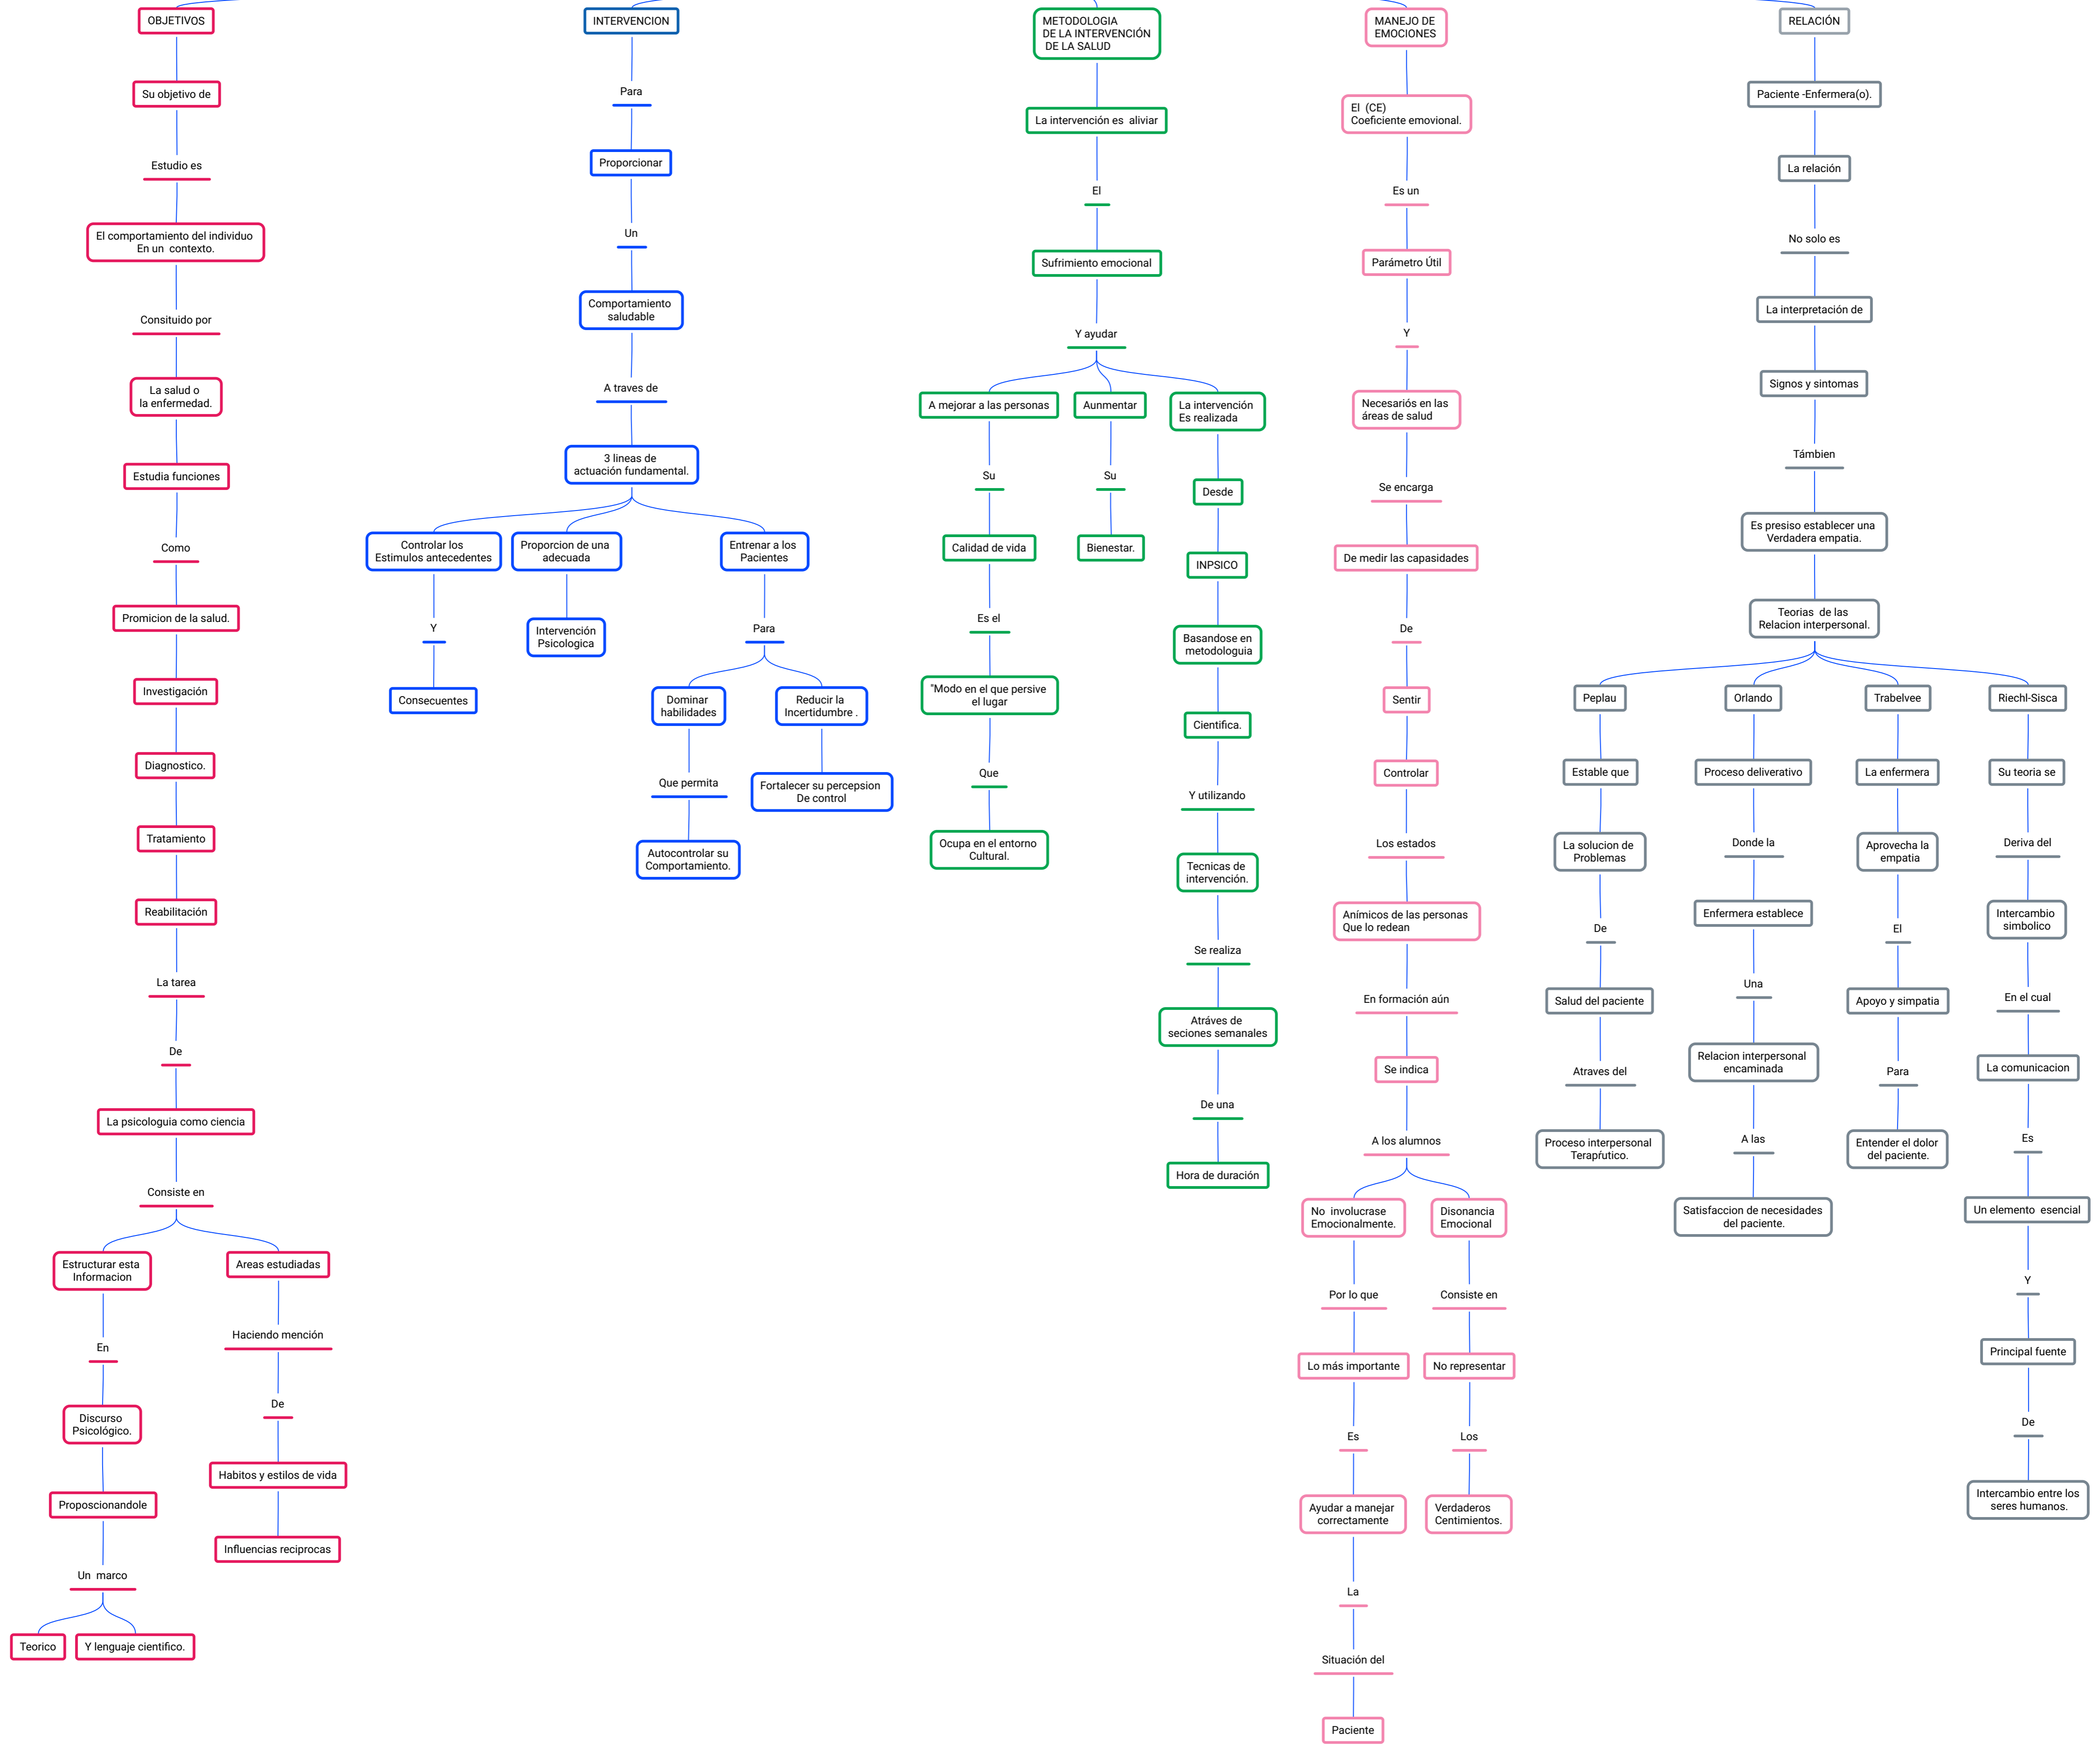 OBJETIVOS
Su objetivo de
Estudio es
El comportamiento del individuo
En un  contexto.
Consituido por
La salud o
la enfermedad.
Estudia funciones
Como
Promicion de la salud.
Investigación
Diagnostico.
Tratamiento
Reabilitación
La tarea
De
La psicologuia como ciencia
Consiste en
Estructurar esta
Informacion
En
Discurso
Psicológico.
Proposcionandole
Un  marco
Teorico
Y lenguaje cientifico.
Areas estudiadas
Haciendo mención
De
Habitos y estilos de vida
Influencias reciprocas
INTERVENCION
Para
Proporcionar
Un
Comportamiento
saludable
A traves de
3 lineas de
actuación fundamental.
Controlar los
Estimulos antecedentes
Y
Consecuentes
Proporcion de una
adecuada
Intervención
Psicologica
Entrenar a los
Pacientes
Para
Dominar
habilidades
Que permita
Autocontrolar su
Comportamiento.
Reducir la
Incertidumbre .
Fortalecer su percepsion
De control
METODOLOGIA
DE LA INTERVENCIÓN
DE LA SALUD
La intervención es  aliviar
El
Sufrimiento emocional
Y ayudar
A mejorar a las personas
Su
Calidad de vida
Es el
"Modo en el que persive
el lugar
Que
Ocupa en el entorno
Cultural.
Aunmentar
Su
Bienestar.
La intervención
Es realizada
Desde
INPSICO
Basandose en
metodologuia
Cientifica.
Y utilizando
Tecnicas de
intervención.
Se realiza
Atráves de
seciones semanales
De una
Hora de duración
MANEJO DE
EMOCIONES
El  (CE)
Coeficiente emovional.
Es un
Parámetro Útil
Y
Necesariós en las
áreas de salud
Se encarga
De medir las capasidades
De
Sentir
Controlar
Los estados
Anímicos de las personas
Que lo redean
En formación aún
Se indica
A los alumnos
No  involucrase
Emocionalmente.
Por lo que
Lo más importante
Es
Ayudar a manejar
correctamente
La
Situación del
Paciente
Disonancia
Emocional
Consiste en
No representar
Los
Verdaderos
Centimientos.
RELACIÓN
Paciente -Enfermera(o).
La relación
No solo es
La interpretación de
Signos y sintomas
Támbien
Es presiso establecer una
Verdadera empatia.
Teorias  de las
Relacion interpersonal.
Peplau
Estable que
La solucion de
Problemas
De
Salud del paciente
Atraves del
Proceso interpersonal
Terapŕutico.
Orlando
Proceso deliverativo
Donde la
Enfermera establece
Una
Relacion interpersonal
encaminada
A las
Satisfaccion de necesidades
del paciente.
Trabelvee
La enfermera
Aprovecha la
empatia
El
Apoyo y simpatia
Para
Entender el dolor
del paciente.
Riechl-Sisca
Su teoria se
Deriva del
Intercambio
simbolico
En el cual
La comunicacion
Es
Un elemento  esencial
Y
Principal fuente
De
Intercambio entre los
seres humanos.